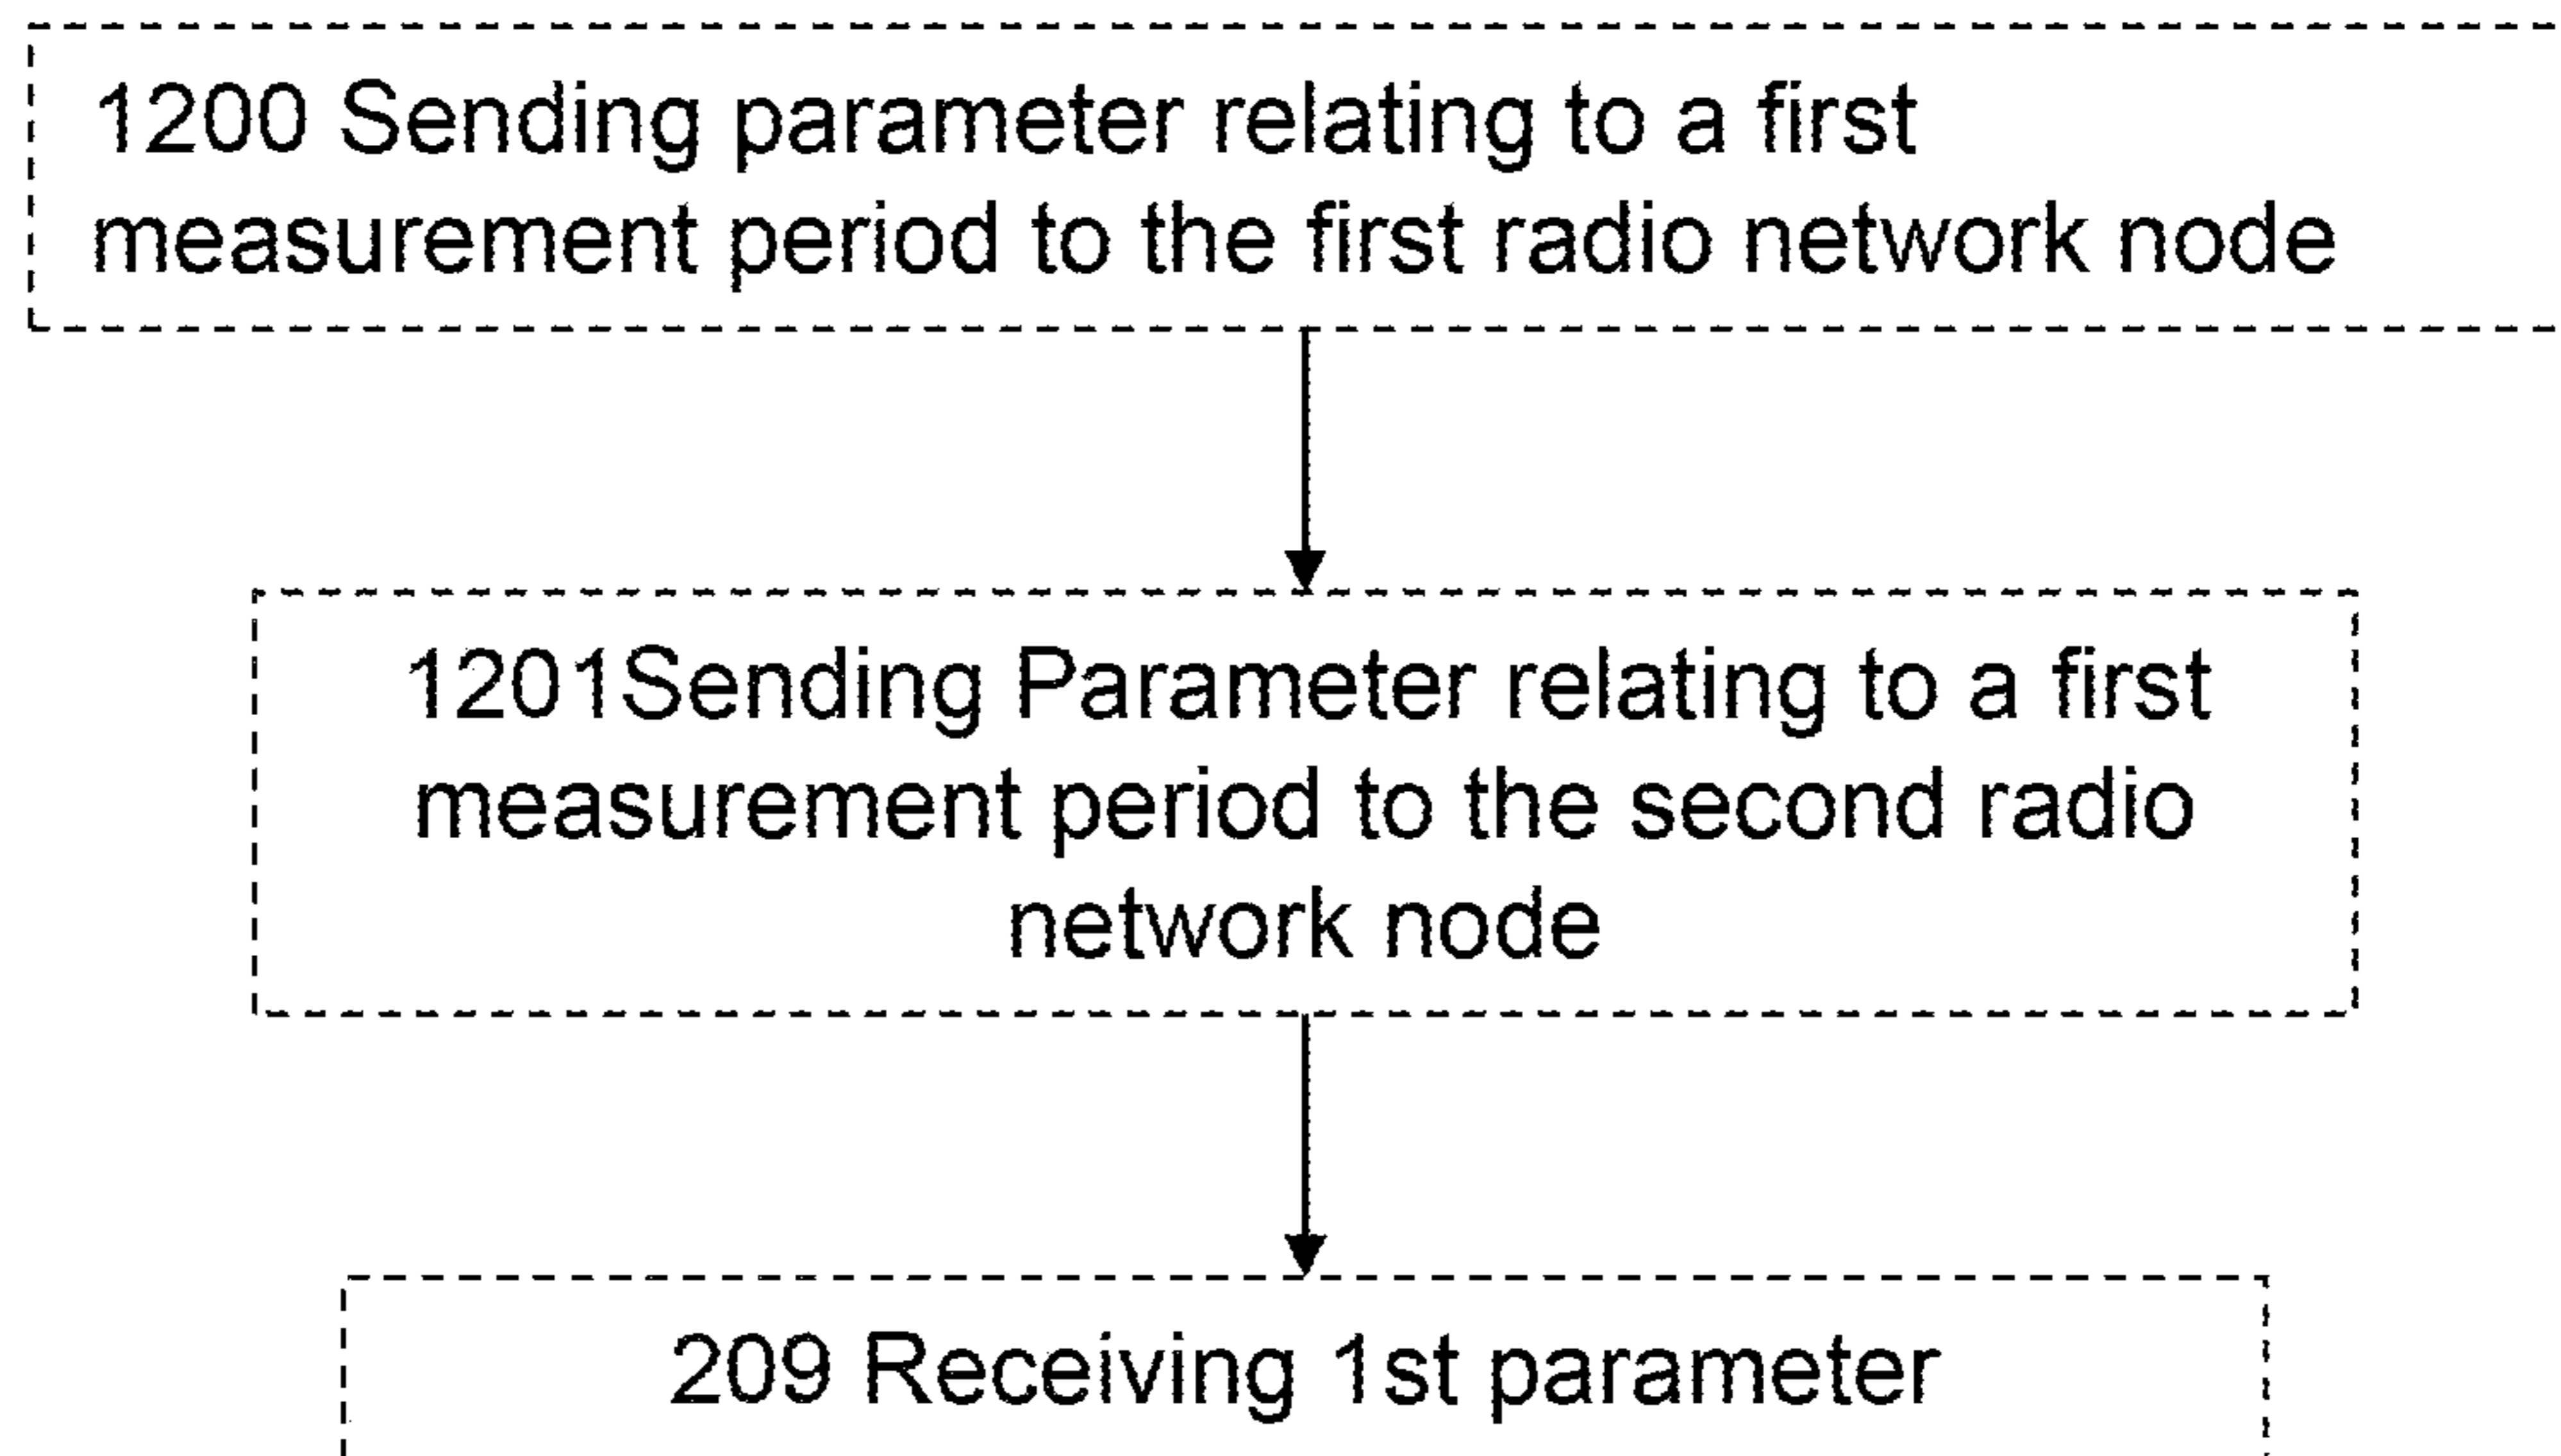 1200 Sending parameter relating to a first
measurement period to the first radio network node
1201Sending Parameter relating to a first
measurement period to the second radio
network node
209 Receiving 1st parameter